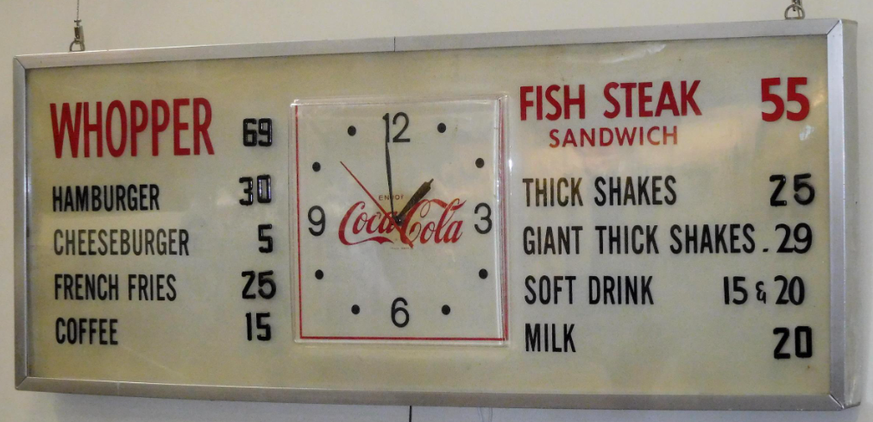 WHOPPER 69
HAMBURGER 30
CHEESEBURGER 5
FRENCH FRIES 25
COFFEE 15
12
3
6
9
ENJOY
Coca-Cola
FISH STEAK 55
SANDWICH
THICK SHAKES 25
GIANT THICK SHAKES .29
SOFT DRINK 15 & 20
MILK 20